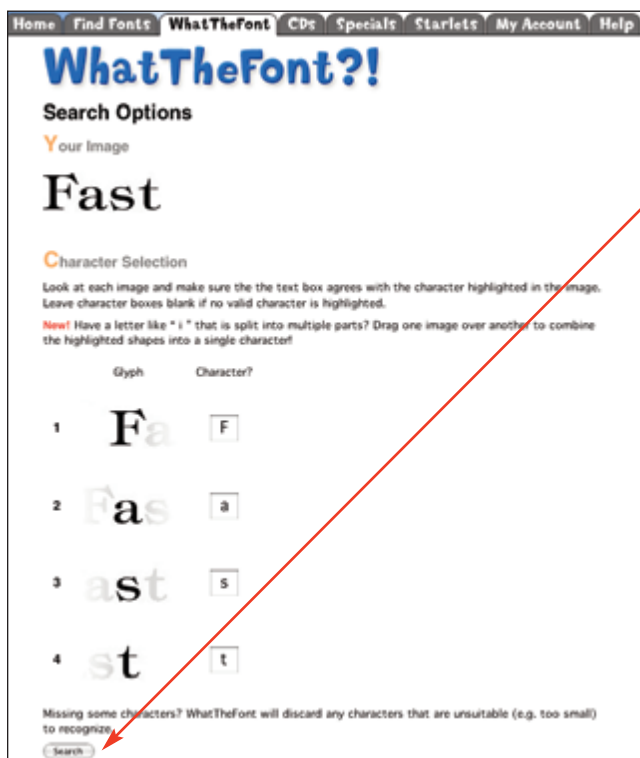 Home Find Fonts WhatTheFont CDs Specials Starlets My Account Help
WhatTheFont?!
Search Options
Your Image
Fast
Character Selection
Look at each image and make sure the the text box agrees with the character highlighted in the image.
Leave character boxes blank if no valid character is highlighted.
New! Have a letter like " i " that is split into multiple parts? Drag one image over another to combine
the highlighted shapes into a single character!
Glyph Character?
1 Fa F
2 Fas a
3 ast s
4 st t
Missing some characters? WhatTheFont will discard any characters that are unsuitable (e.g. too small)
to recognize.
Search